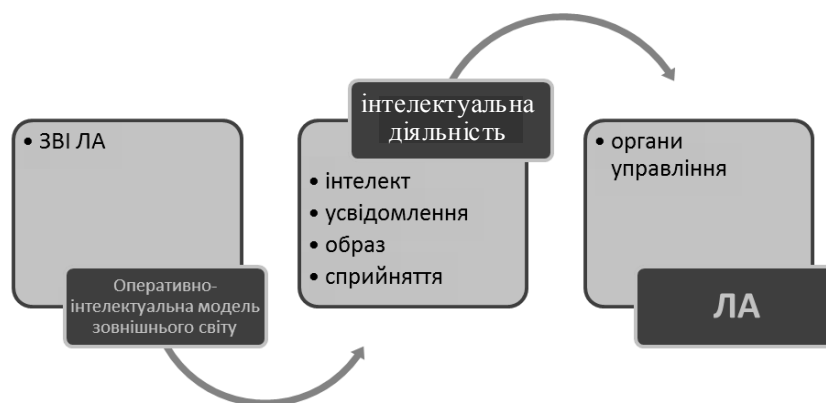 • ЗВІ ЛА
Оперативно-
інтелектуальна модель
зовнішнього світу
інтелектуальна
діяльність
• інтелект
• усвідомлення
• образ
• сприйняття
• органи
управління
ЛА